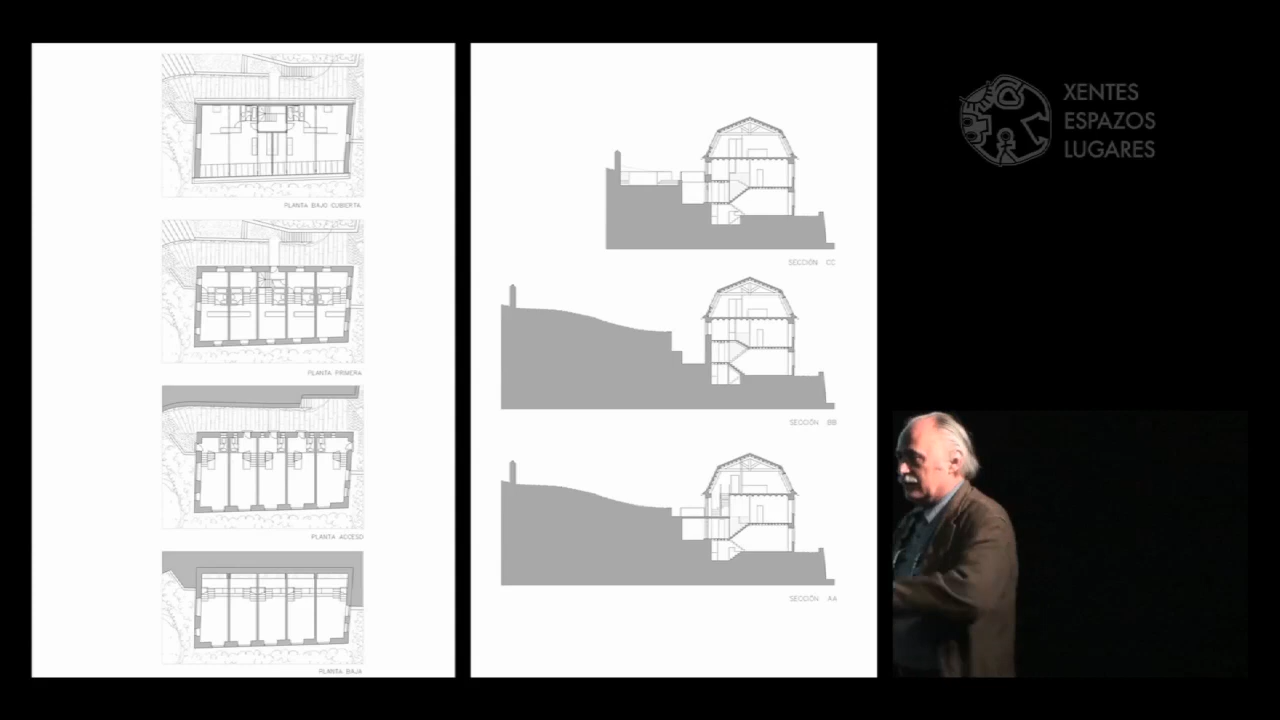 PLANTA BAJO CUBIERTA
PLANTA PRIMERA
PLANTA ACCESO
PLANTA BAJA
SECCIÓN CC
SECCIÓN BB
SECCIÓN AA
XENTES
ESPAZOS
LUGARES